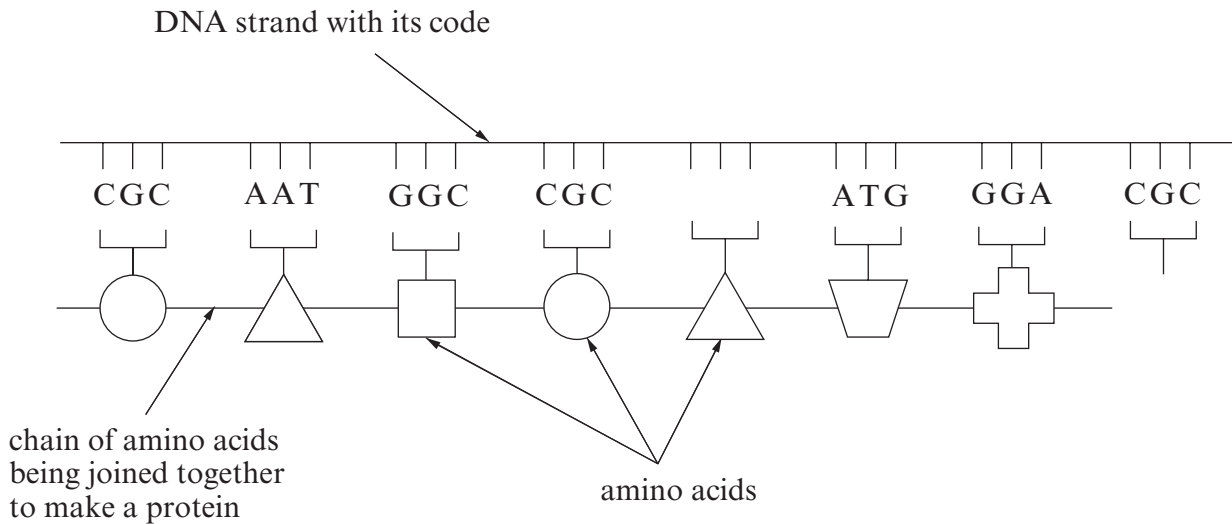 DNA strand with its code
CGC AAT GGC CGC ATG GGA CGC
chain of amino acids
being joined together
to make a protein
amino acids